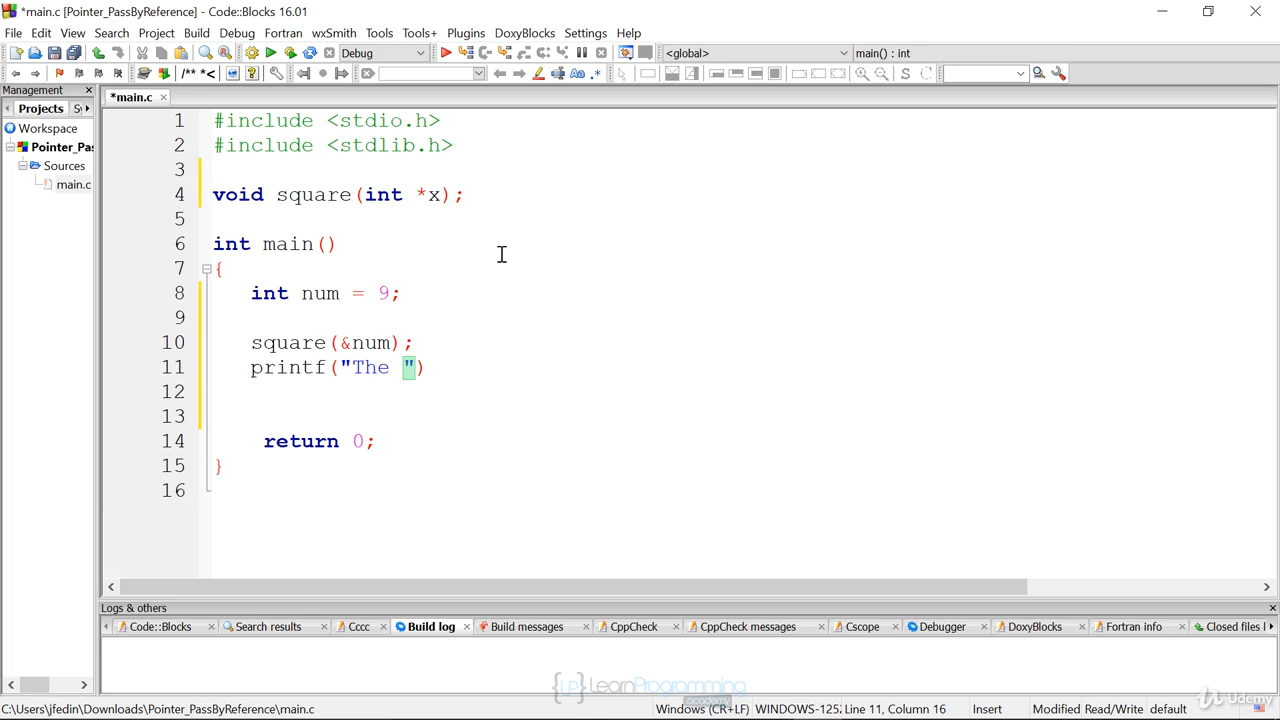 *main.c [Pointer_PassByReference] - Code::Blocks 16.01
File Edit View Search Project Build Debug Fortran wxSmith Tools Tools+ Plugins DoxyBlocks Settings Help
Debug <global> main() : int
/** *<
Management
*main.c
Projects Sy
Workspace
Pointer_Pas
Sources
main.c
1 #include <stdio.h>
2 #include <stdlib.h>
3
4 void square(int *x);
5
6 int main()
7 {
8 int num = 9;
9
10 square(&num);
11 printf("The ")
12
13
14 return 0;
15 }
16
Logs & others
Code::Blocks Search results Cccc Build log Build messages CppCheck CppCheck messages Cscope Debugger DoxyBlocks Fortran info Closed files l
{LP} LearnProgramming academy
Udemy
C:\Users\jfedin\Downloads\Pointer_PassByReference\main.c Windows (CR+LF) WINDOWS-125; Line 11, Column 16 Insert Modified Read/Write default